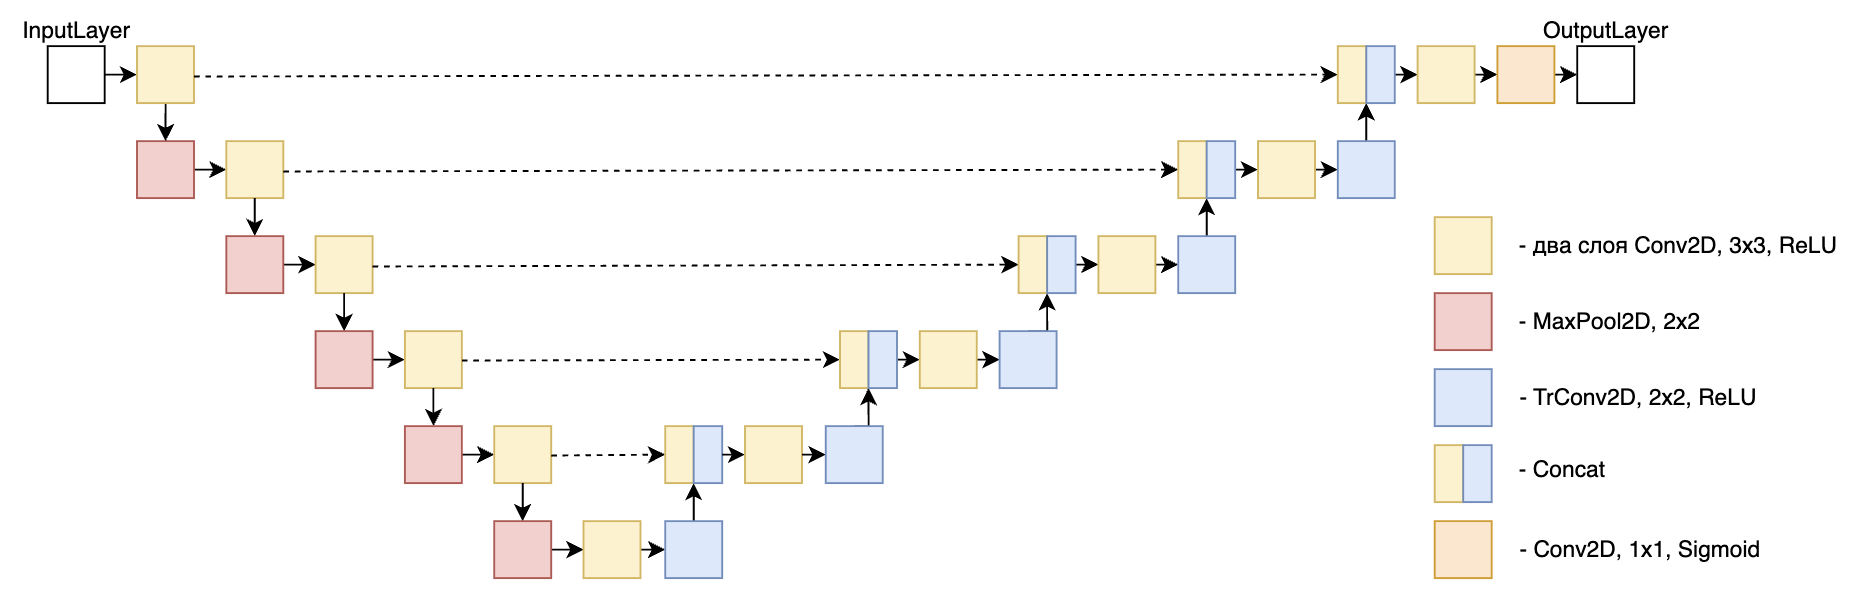 InputLayer
OutputLayer
- два слоя Conv2D, 3x3, ReLU
- MaxPool2D, 2x2
- TrConv2D, 2x2, ReLU
- Concat
- Conv2D, 1x1, Sigmoid